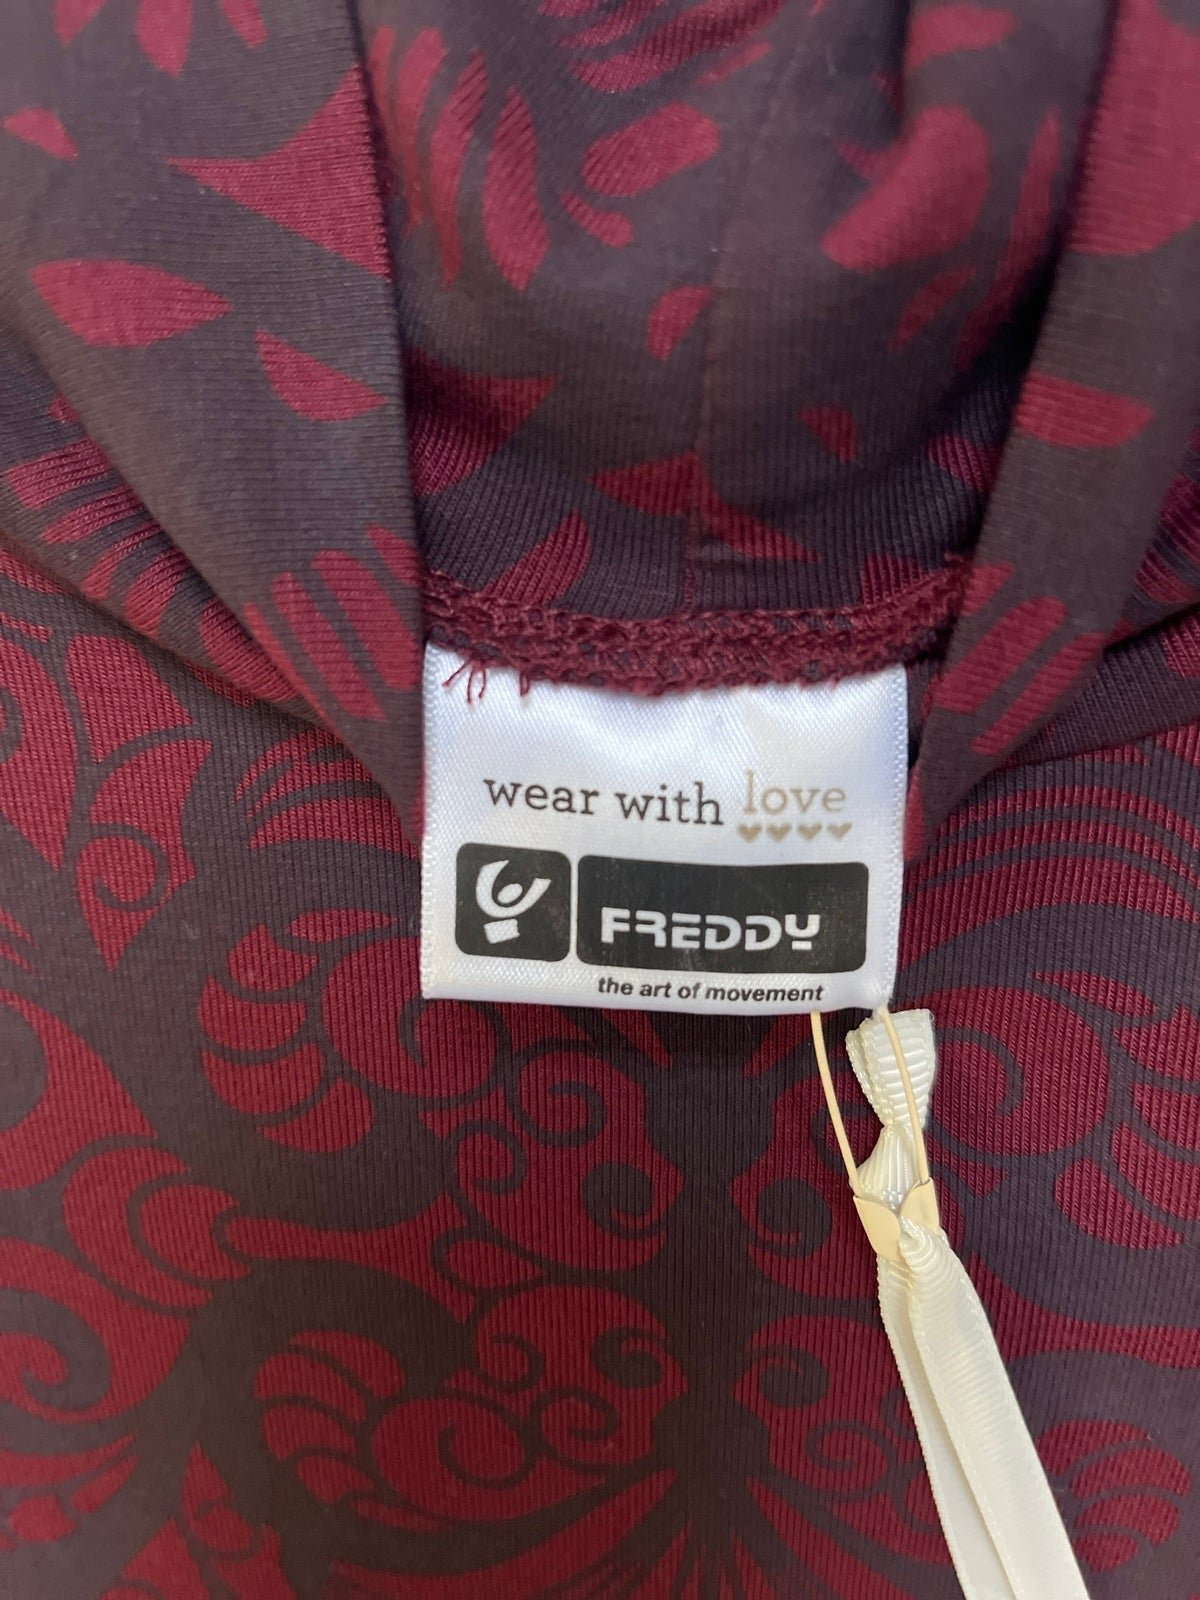 wear with love
FREDDY
the art of movement